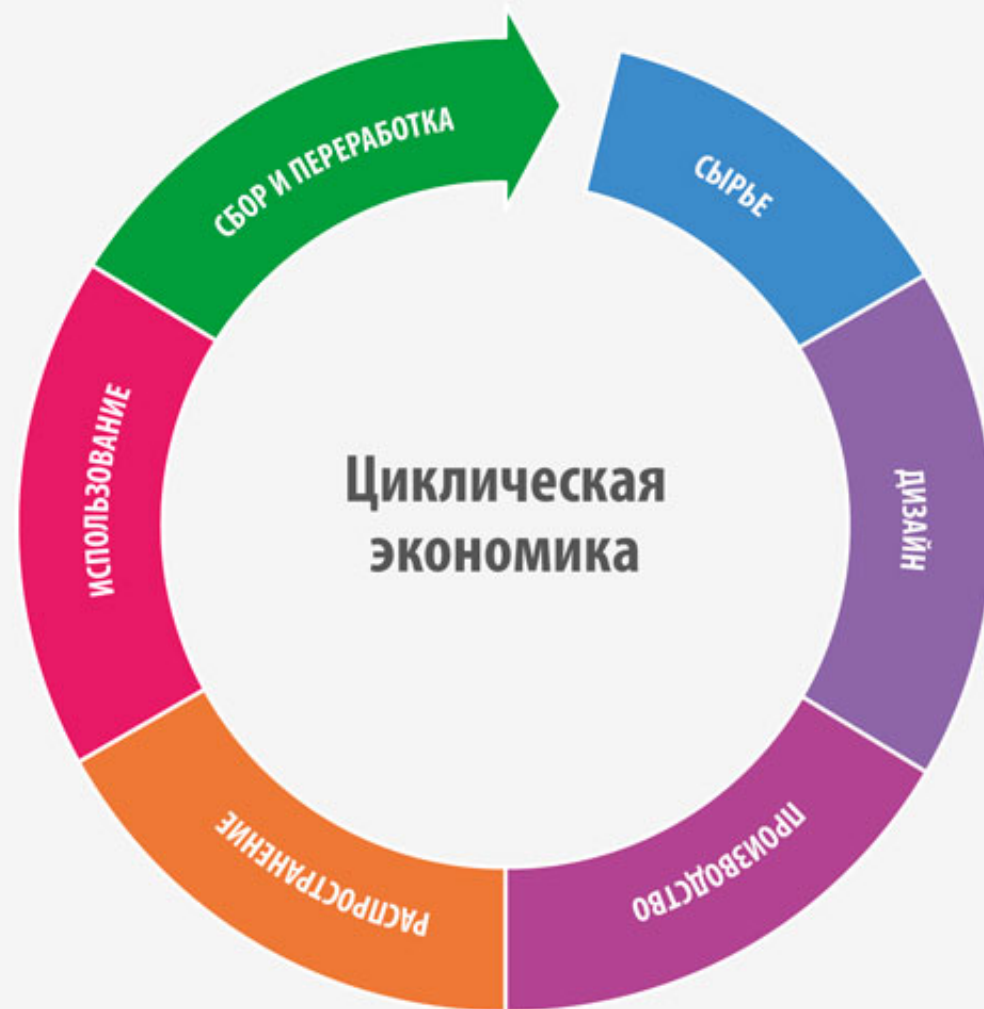 СЫРЬЕ
ДИЗАЙН
ПРОИЗВОДСТВО
РАСПРОСТРАНЕНИЕ
ИСПОЛЬЗОВАНИЕ
СБОР И ПЕРЕРАБОТКА
Циклическая
экономика